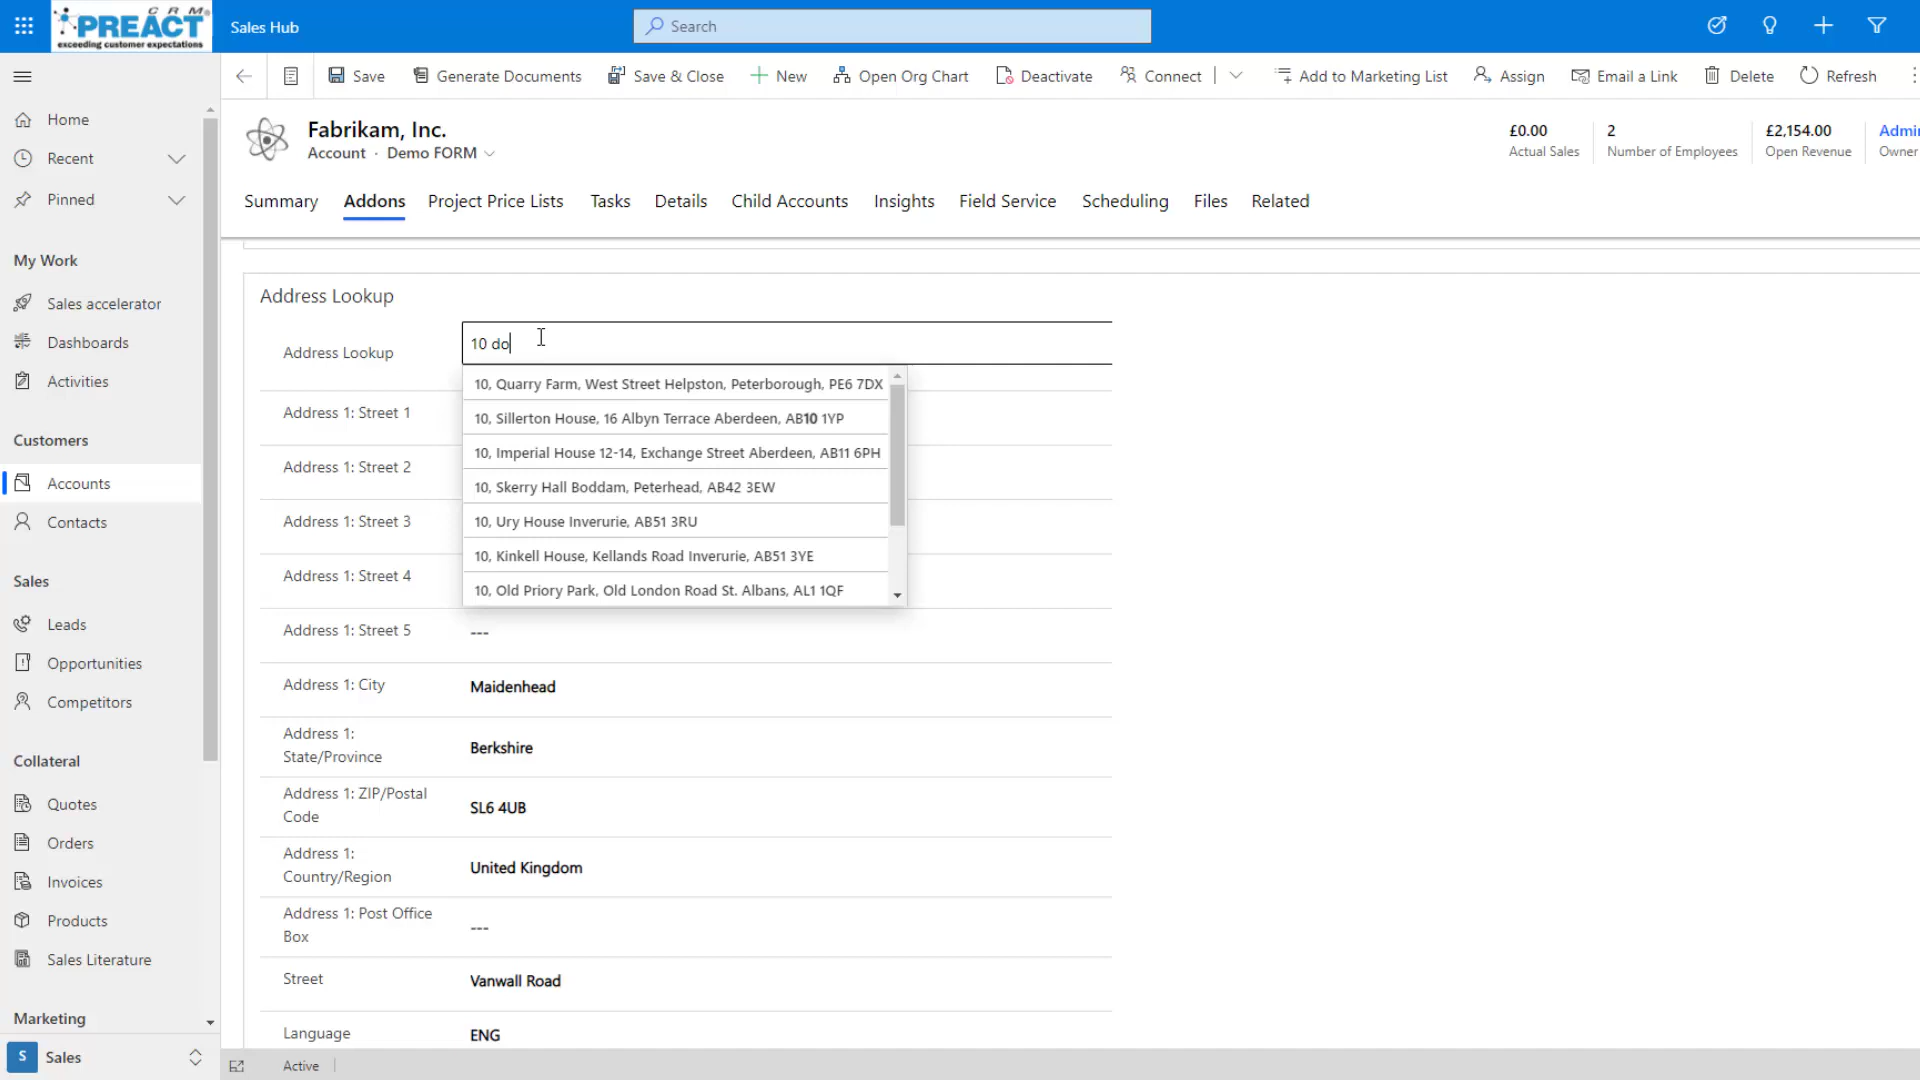 CRM
PREACT
exceeding customer expectations
Sales Hub
Search
Save
Generate Documents
Save & Close
New
Open Org Chart
Deactivate
Connect
Add to Marketing List
Assign
Email a Link
Delete
Refresh
Home
Recent
Pinned
My Work
Sales accelerator
Dashboards
Activities
Customers
Accounts
Contacts
Sales
Leads
Opportunities
Competitors
Collateral
Quotes
Orders
Invoices
Products
Sales Literature
Marketing
S Sales
Fabrikam, Inc.
Account · Demo FORM
£0.00
Actual Sales
2
Number of Employees
£2,154.00
Open Revenue
Admin
Owner
Summary
Addons
Project Price Lists
Tasks
Details
Child Accounts
Insights
Field Service
Scheduling
Files
Related
Address Lookup
Address Lookup
10 do
10, Quarry Farm, West Street Helpston, Peterborough, PE6 7DX
10, Sillerton House, 16 Albyn Terrace Aberdeen, AB10 1YP
10, Imperial House 12-14, Exchange Street Aberdeen, AB11 6PH
10, Skerry Hall Boddam, Peterhead, AB42 3EW
10, Ury House Inverurie, AB51 3RU
10, Kinkell House, Kellands Road Inverurie, AB51 3YE
10, Old Priory Park, Old London Road St. Albans, AL1 1QF
Address 1: Street 1
Address 1: Street 2
Address 1: Street 3
Address 1: Street 4
Address 1: Street 5
---
Address 1: City
Maidenhead
Address 1:
State/Province
Berkshire
Address 1: ZIP/Postal
Code
SL6 4UB
Address 1:
Country/Region
United Kingdom
Address 1: Post Office
Box
---
Street
Vanwall Road
Language
ENG
Active